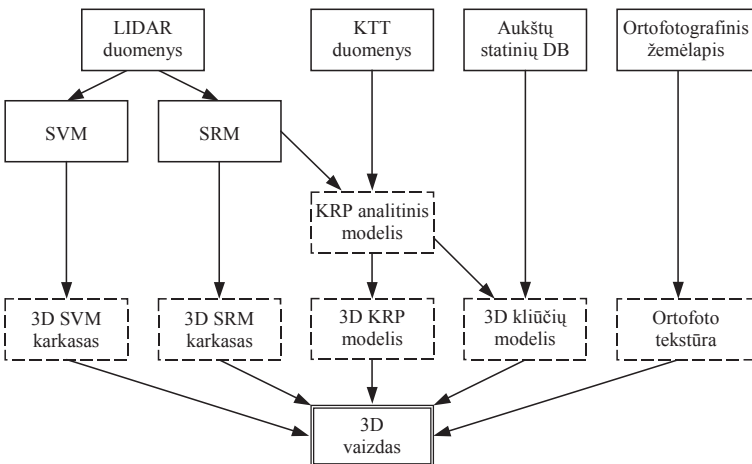 LIDAR
duomenys
KTT
duomenys
Aukštų
statinių DB
Ortofotografinis
žemėlapis
SVM
SRM
KRP analitinis
modelis
3D SVM
karkasas
3D SRM
karkasas
3D KRP
modelis
3D kliūčių
modelis
Ortofoto
tekstūra
3D
vaizdas